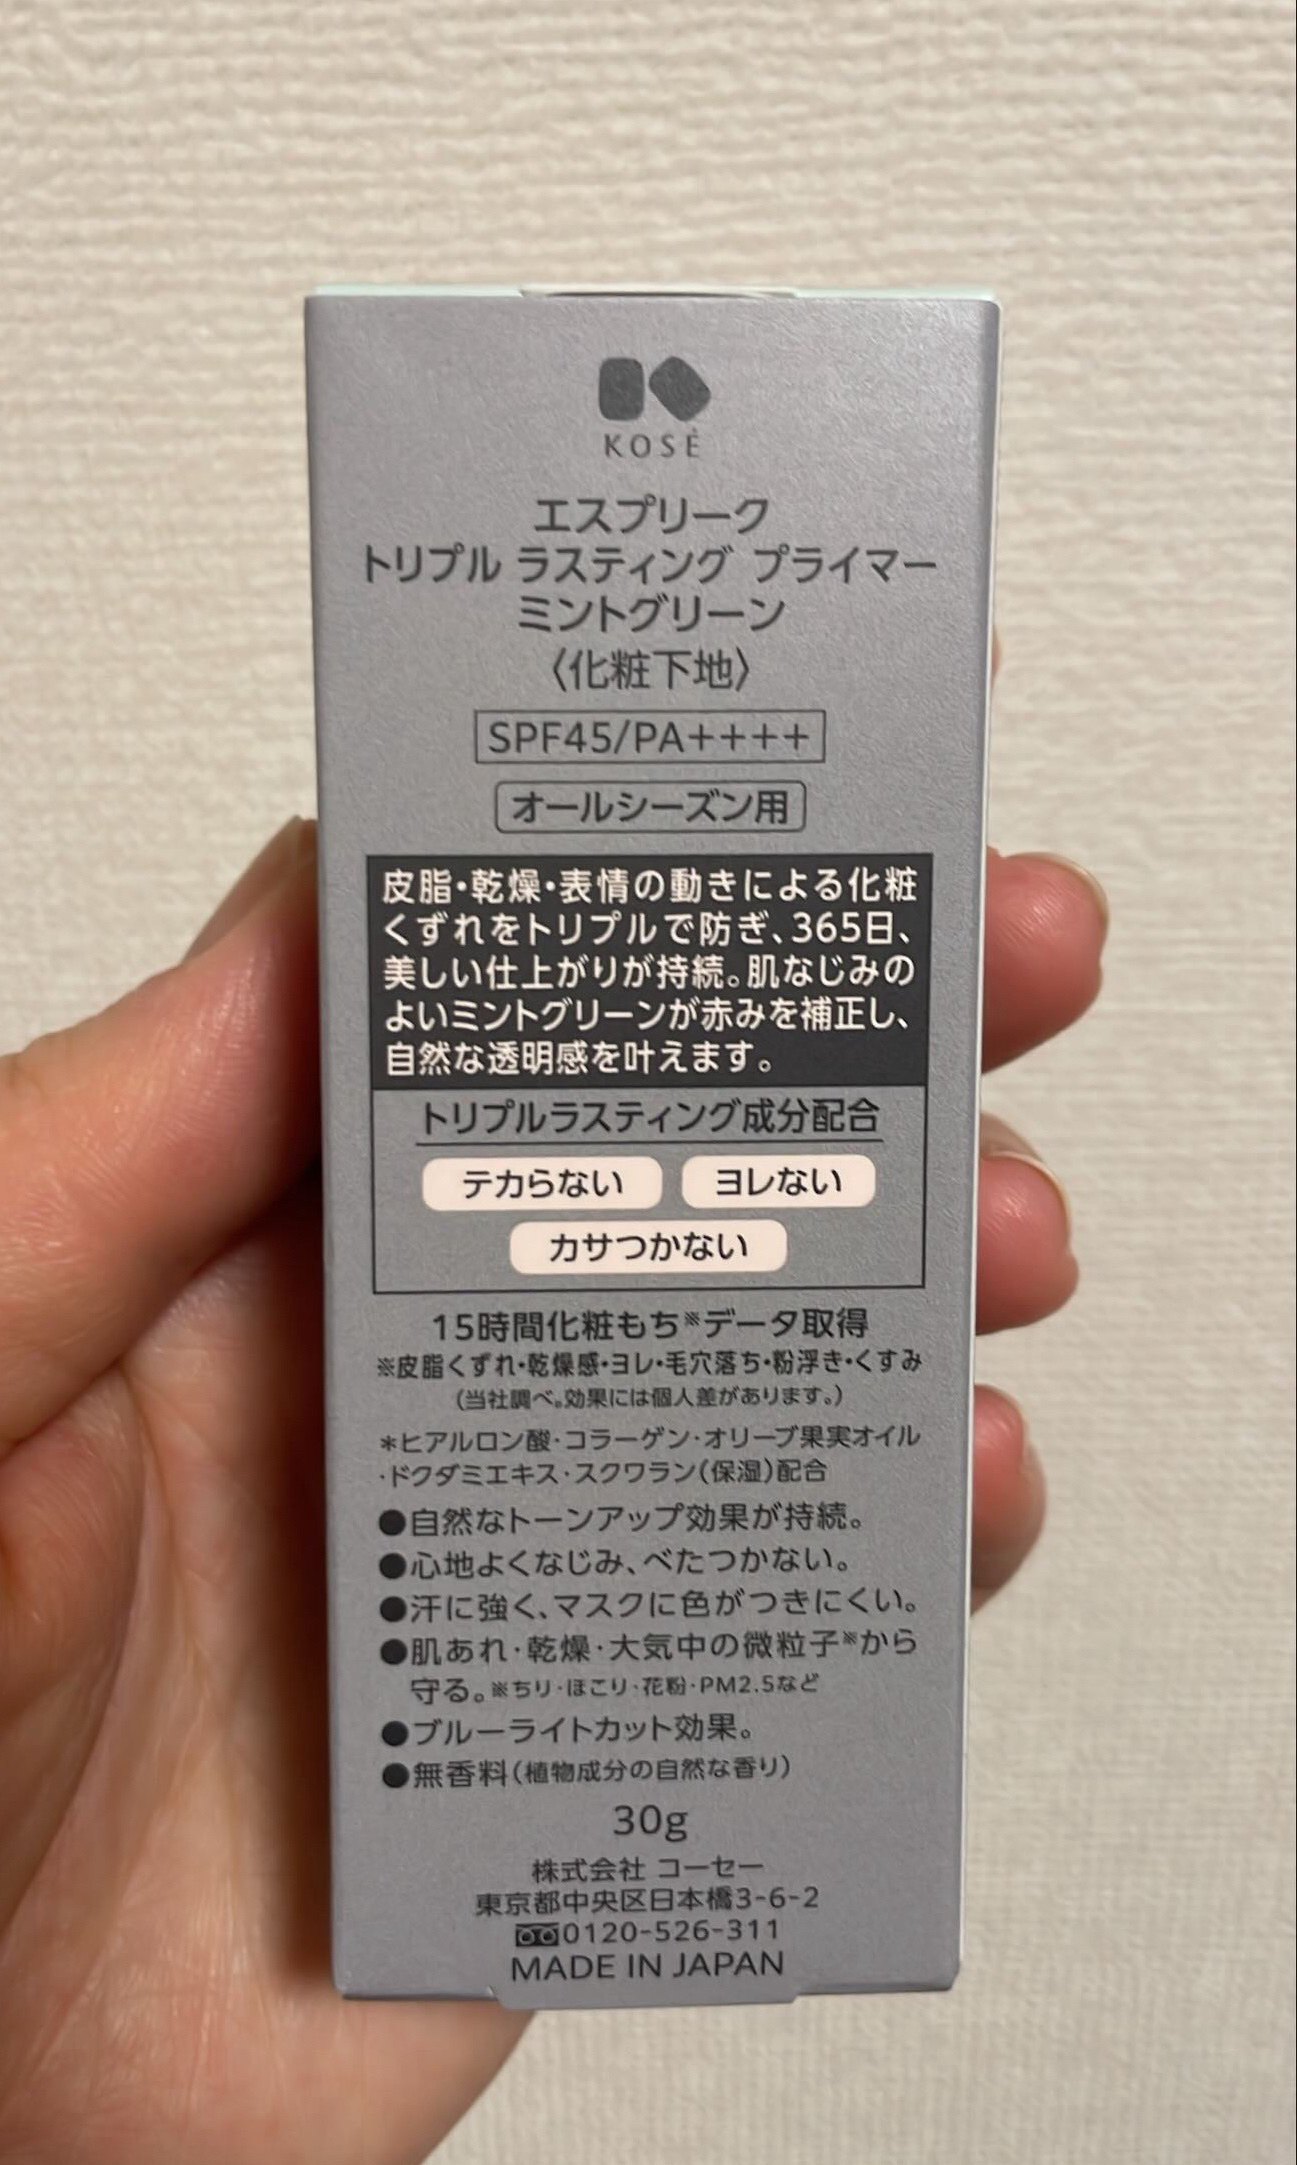 KOSÉ
エスプリーク
トリプル ラスティング プライマー
ミントグリーン
〈化粧下地〉
SPF45/PA++++
オールシーズン用
皮脂・乾燥・表情の動きによる化粧
くずれをトリプルで防ぎ、365日、
美しい仕上がりが持続。肌なじみの
よいミントグリーンが赤みを補正し、
自然な透明感を叶えます。
トリプルラスティング成分配合
テカらない ヨレない
カサつかない
15時間化粧もち※データ取得
※皮脂くずれ・乾燥感・ヨレ・毛穴落ち・粉浮き・くすみ
(当社調べ。効果には個人差があります。)
*ヒアルロン酸・コラーゲン・オリーブ果実オイル
・ドクダミエキス・スクワラン(保湿)配合
●自然なトーンアップ効果が持続。
●心地よくなじみ、べたつかない。
●汗に強く、マスクに色がつきにくい。
●肌あれ・乾燥・大気中の微粒子※から
守る。※ちり・ほこり・花粉・PM2.5など
●ブルーライトカット効果。
●無香料(植物成分の自然な香り)
30g
株式会社 コーセー
東京都中央区日本橋3-6-2
0120-526-311
MADE IN JAPAN